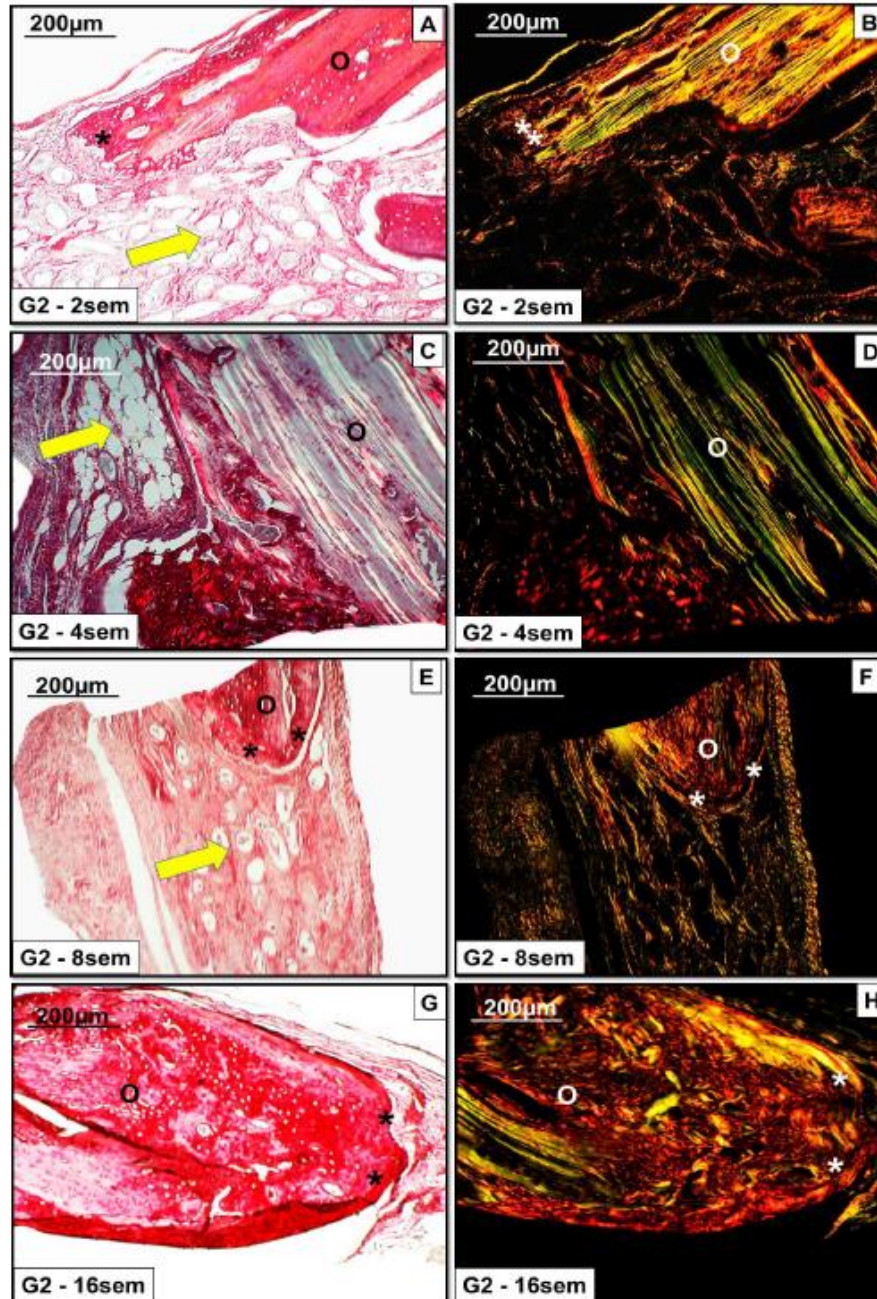 200µm
A
O
*
G2 - 2sem
200µm
B
O
**
G2 - 2sem
200µm
C
O
G2 - 4sem
200µm
D
O
G2 - 4sem
200µm
E
O
* *
G2 - 8sem
200µm
F
O
* *
G2 - 8sem
200µm
G
O
*
*
G2 - 16sem
200µm
H
O
*
*
G2 - 16sem